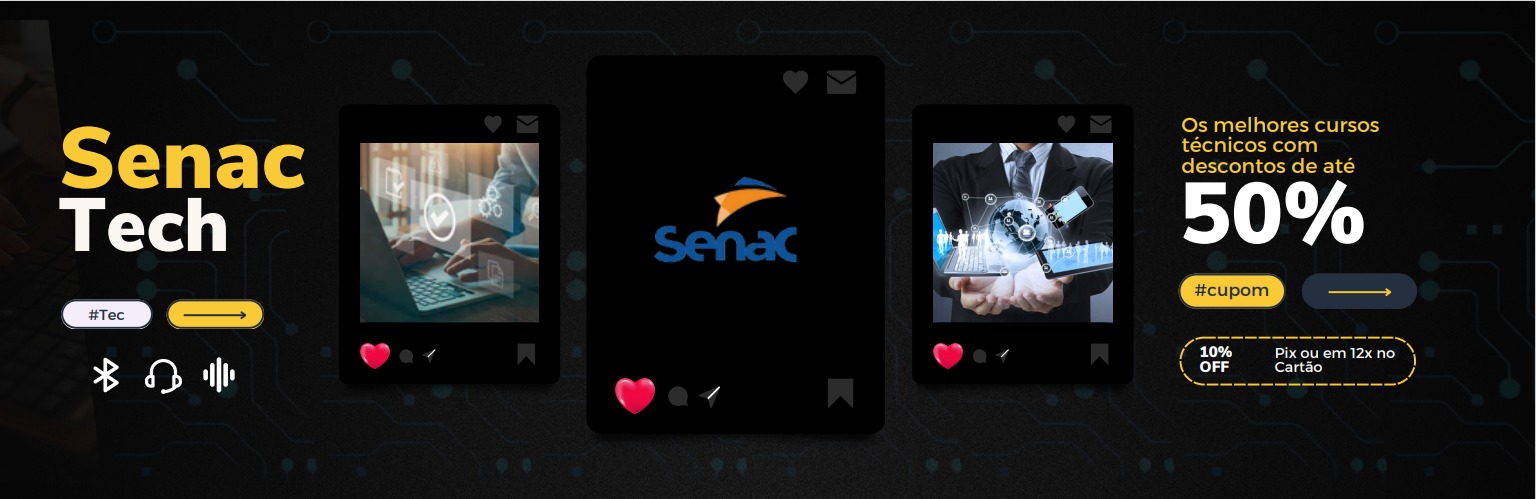 Senac
Tech
#Tec
Senac
Os melhores cursos
técnicos com
descontos de até
50%
#cupom
10%
OFF
Pix ou em 12x no
Cartão